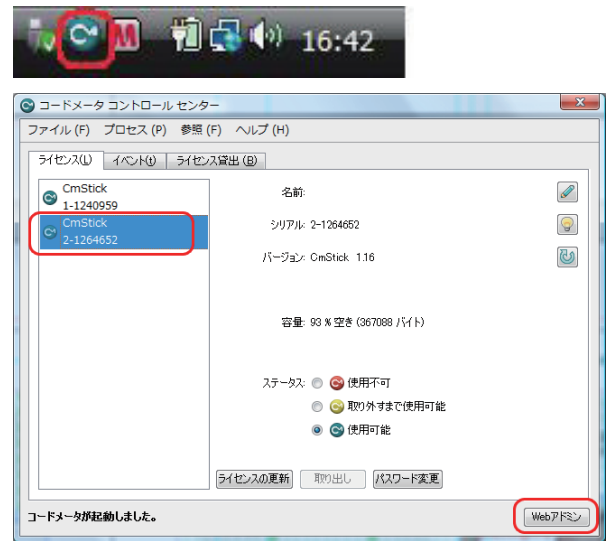 16:42
コードメータ コントロール センター
ファイル (F) プロセス (P) 参照 (F) ヘルプ (H)
ライセンス(L) イベント(t) ライセンス貸出 (B)
CmStick
1-1240959
CmStick
2-1264652
名前:
シリアル: 2-1264652
バージョン: CmStick 1.16
容量: 93 % 空き (367088 バイト)
ステータス: 使用不可
取り外すまで使用可能
使用可能
ライセンスの更新 取り出し パスワード変更
コードメータが起動しました。 Webアドミン